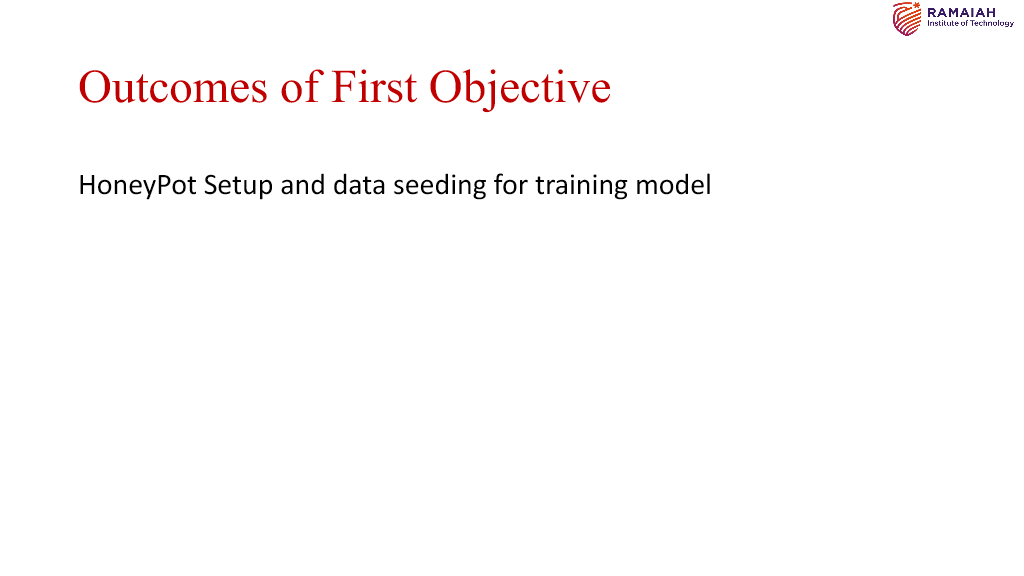 RAMAIAH
Institute of Technology
Outcomes of First Objective
HoneyPot Setup and data seeding for training model